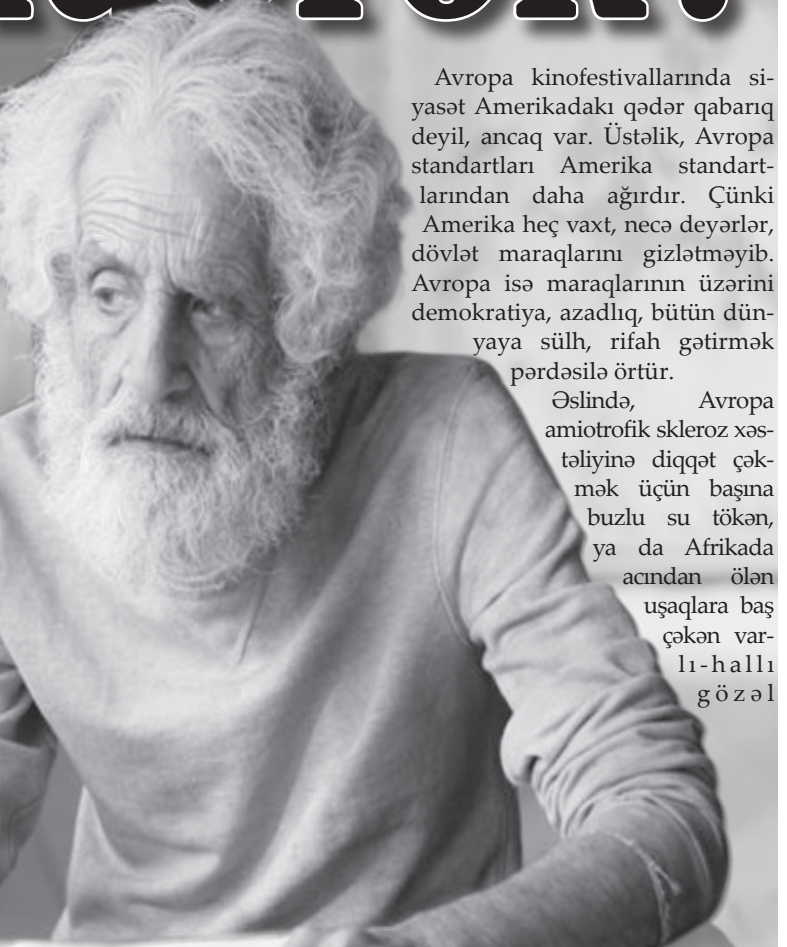 Avropa kinofestivallarında si-
yasət Amerikadakı qədər qabarıq
deyil, ancaq var. Üstəlik, Avropa
standartları Amerika standart-
larından daha ağırdır. Çünki
Amerika heç vaxt, necə deyərlər,
dövlət maraqlarını gizlətməyib.
Avropa isə maraqlarının üzərini
demokratiya, azadlıq, bütün dün-
yaya sülh, rifah gətirmək
pərdəsilə örtür.
Əslində, Avropa
amiotrofik skleroz xəs-
təliyinə diqqət çək-
mək üçün başına
buzlu su tökən,
ya da Afrikada
acından ölən
uşaqlara baş
çəkən var-
lı-hallı
gözəl